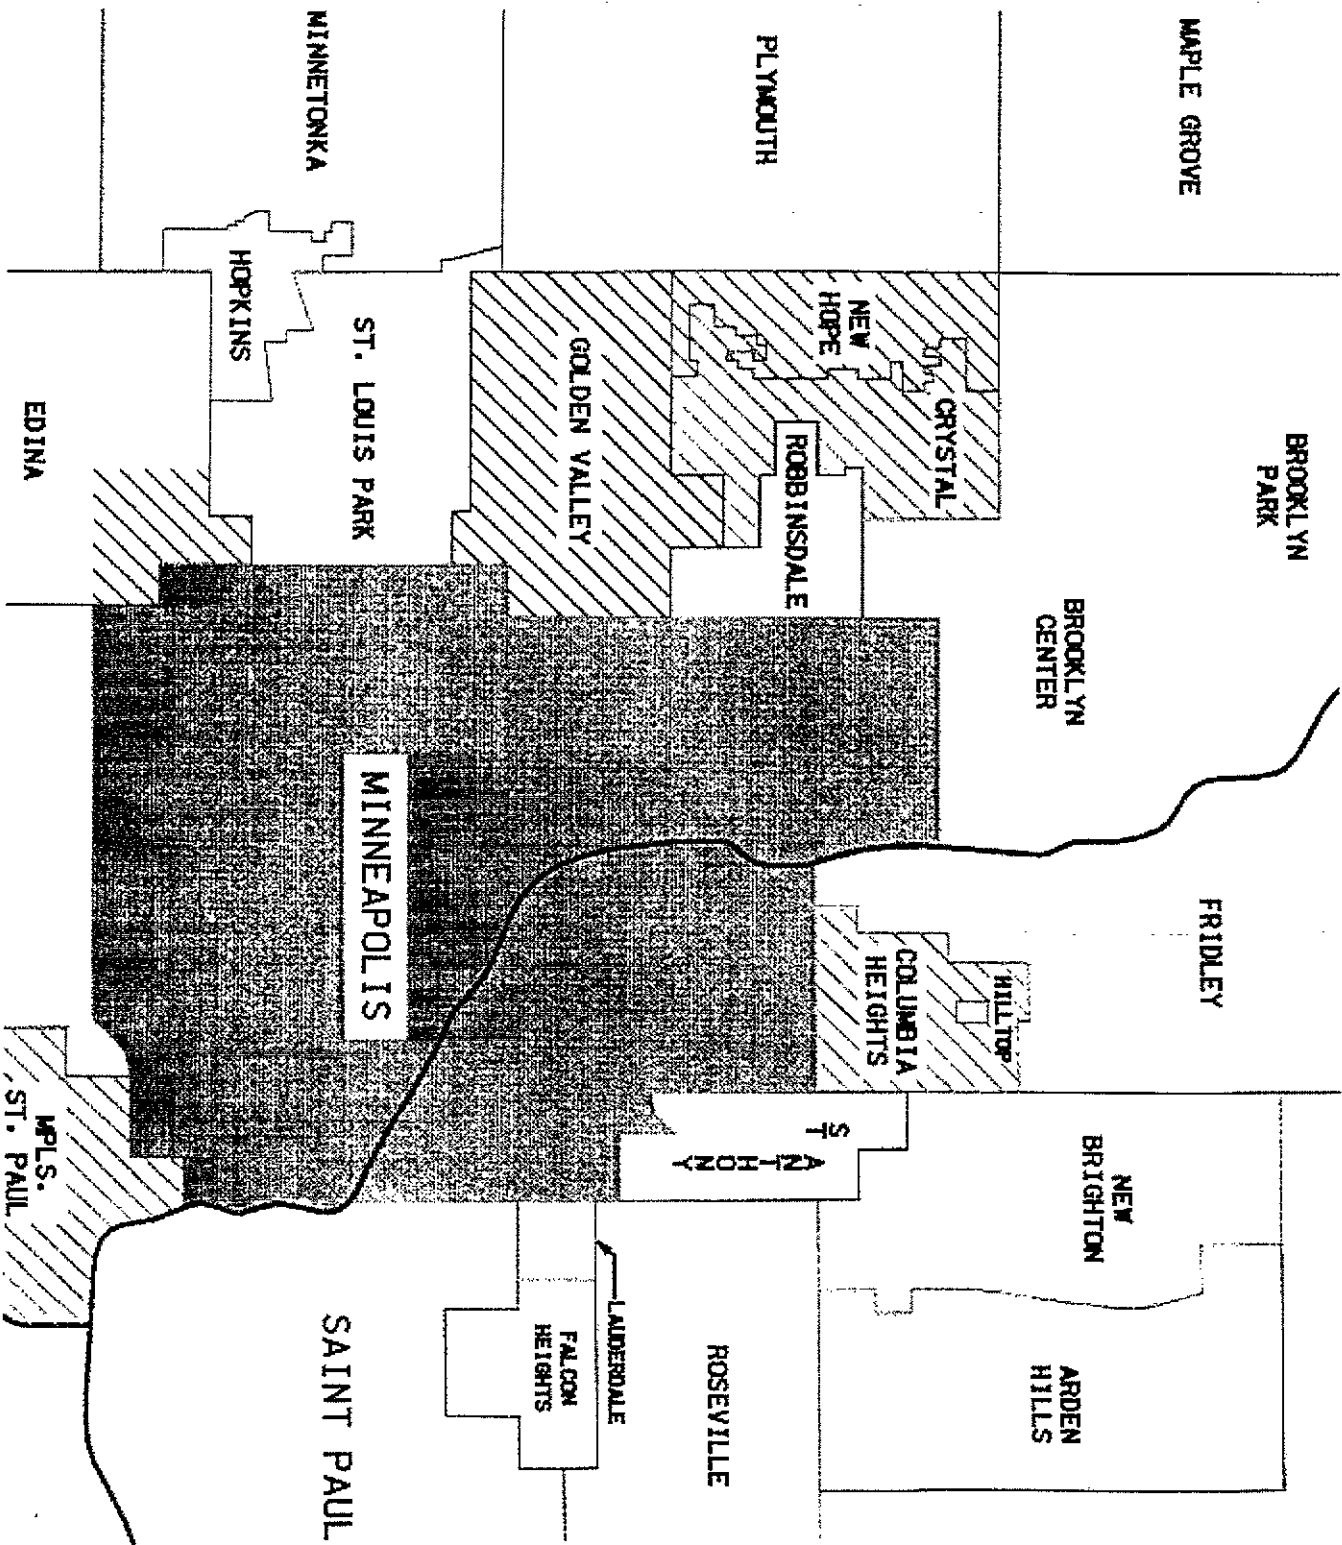 MAPLE GROVE
BROOKLYN
PARK
FRIDLEY
NEW
BRIGHTON
ARDEN
HILLS
BROOKLYN
CENTER
HILLTOP
COLUMBIA
HEIGHTS
CRYSTAL
NEW
HOPE
ROBBINSDALE
PLYMOUTH
ST
ANTHONY
ROSEVILLE
LAUDERDALE
FALCON
HEIGHTS
GOLDEN VALLEY
MINNEAPOLIS
ST. LOUIS PARK
SAINT PAUL
MINNETONKA
HOPKINS
EDINA
MPLS.
ST. PAUL